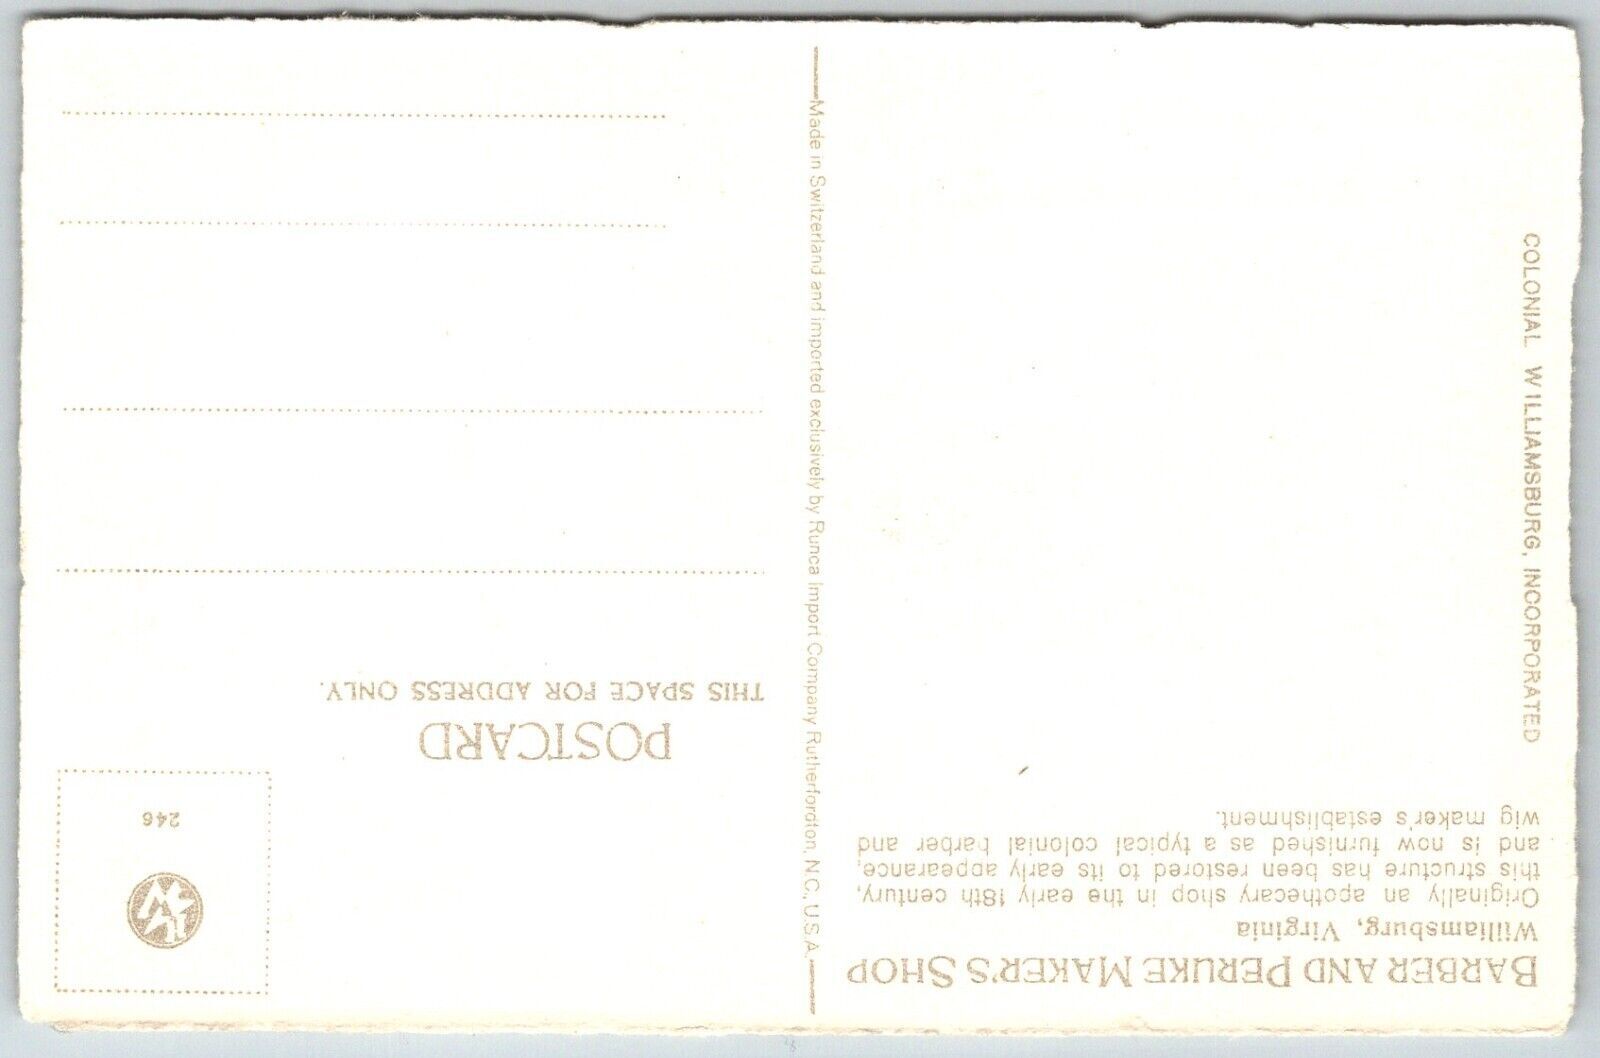 BARBER AND PERUKE MAKER'S SHOP
Williamsburg, Virginia
Originally an apothecary shop in the early 18th century,
this structure has been restored to its early appearance,
and is now furnished as a typical colonial barber and
wig maker's establishment.
COLONIAL WILLIAMSBURG, INCORPORATED
Made in Switzerland and imported exclusively by Runca Import Company Rutherfordton, N.C., U.S.A.
246
POSTCARD
THIS SPACE FOR ADDRESS ONLY.